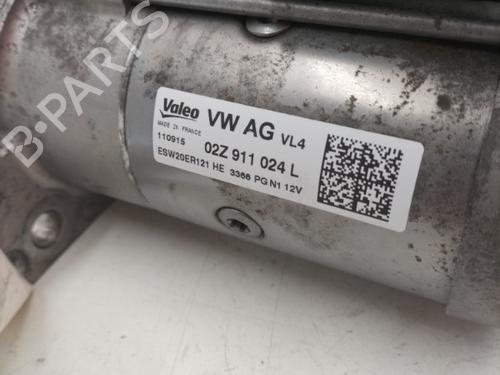 B-PARTS
Valeo VW AG VL4
MADE IN FRANCE
110915 02Z 911 024 L
ESW20ER121 HE 3366 PG N1 12V